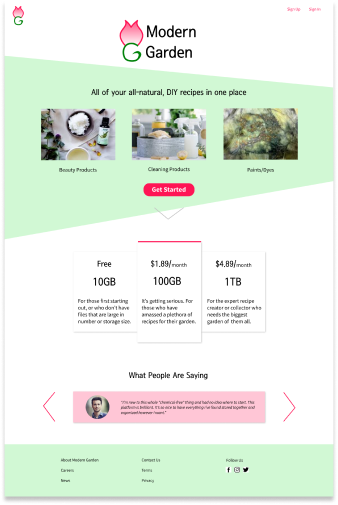 Sign Up Sign In
Modern
Garden
All of your all-natural, DIY recipes in one place
Beauty Products Cleaning Products Paints/Dyes
Get Started
Free
10GB
For those first starting
out, or who don't have
files that are large in
number or storage size.
$1.89/month
100GB
It's getting serious. For
those who have
amassed a plethora of
recipes for their garden.
$4.89/month
1TB
For the expert recipe
creator or collector who
needs the biggest
garden of them all.
What People Are Saying
"I'm new to this whole "chemical-free" thing and had no idea where to start. This
platform is brilliant. It's so nice to have everything I've found stored together and
organized however I want."
About Modern Garden Contact Us Follow Us
Careers Terms
News Privacy